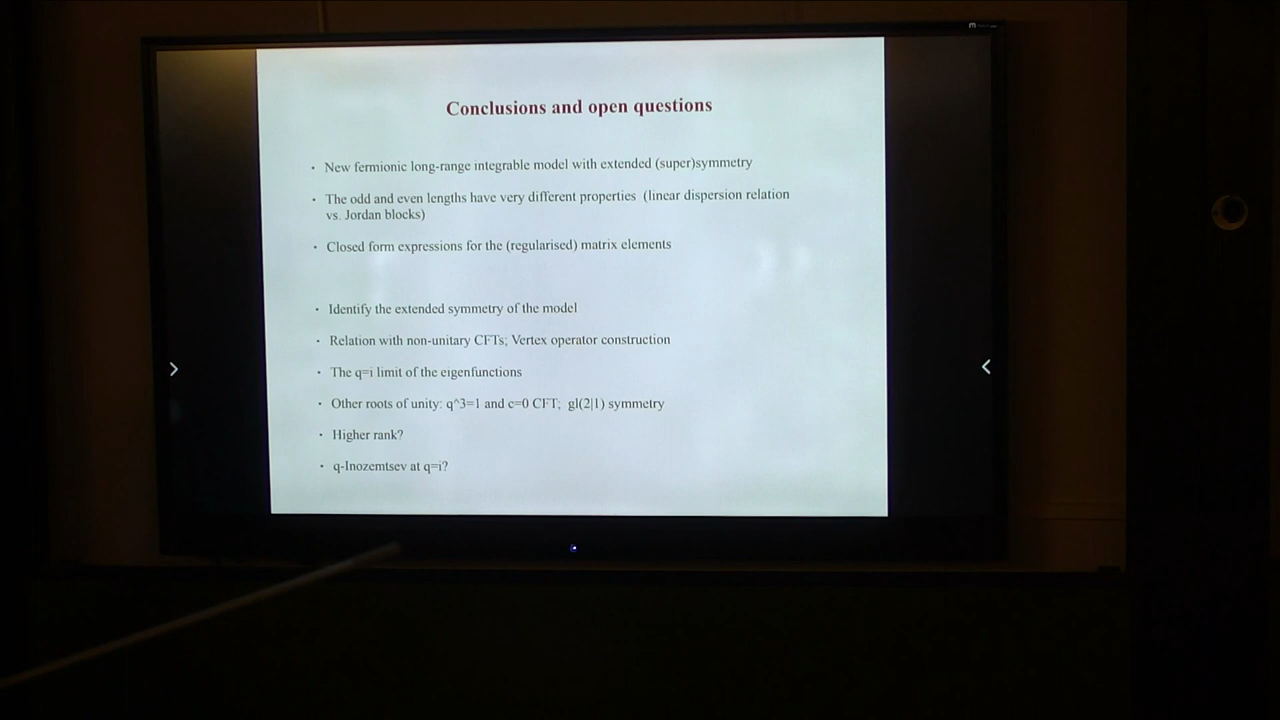 Conclusions and open questions
• New fermionic long-range integrable model with extended (super)symmetry
• The odd and even lengths have very different properties (linear dispersion relation
vs. Jordan blocks)
• Closed form expressions for the (regularised) matrix elements
• Identify the extended symmetry of the model
• Relation with non-unitary CFTs; Vertex operator construction
• The q=i limit of the eigenfunctions
• Other roots of unity: q^3=1 and c=0 CFT; gl(2|1) symmetry
• Higher rank?
• q-Inozemtsev at q=i?